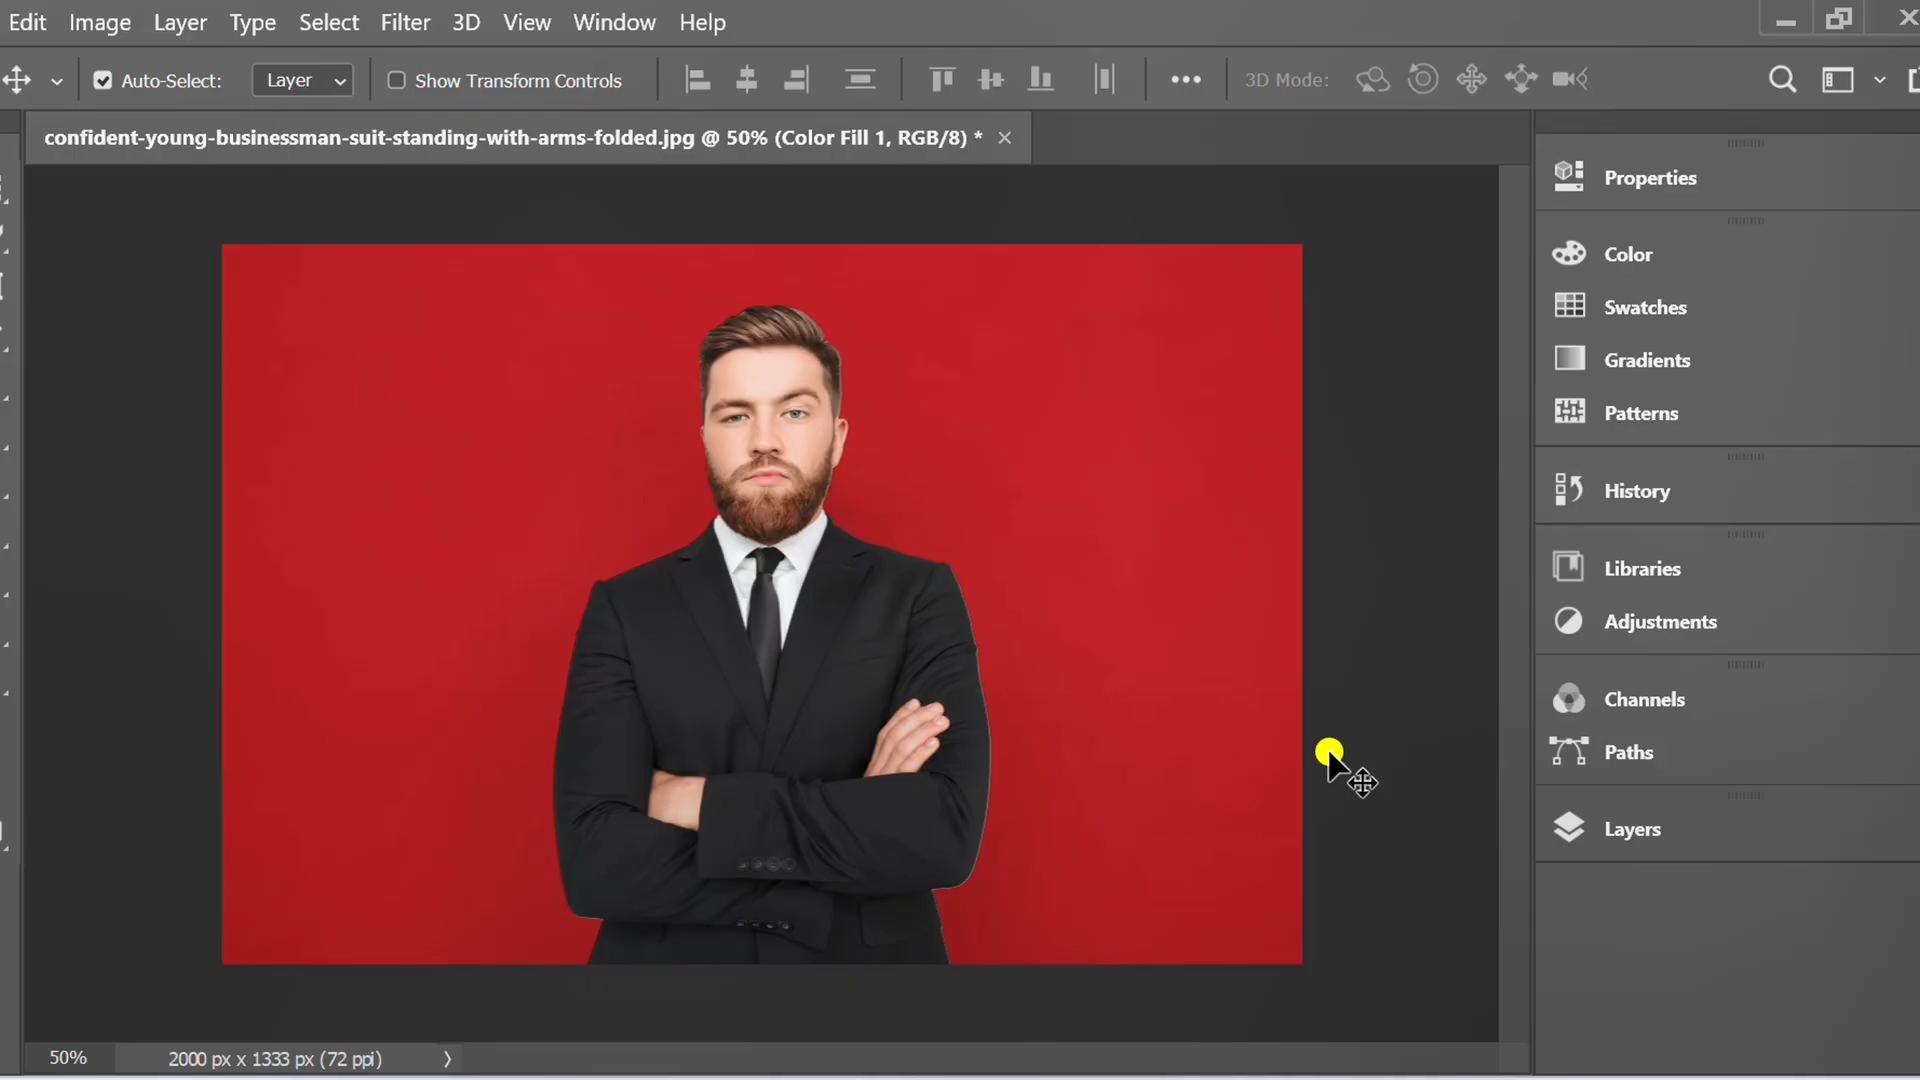 Edit Image Layer Type Select Filter 3D View Window Help
Auto-Select: Layer Show Transform Controls 3D Mode:
confident-young-businessman-suit-standing-with-arms-folded.jpg @ 50% (Color Fill 1, RGB/8) *
Properties
Color
Swatches
Gradients
Patterns
History
Libraries
Adjustments
Channels
Paths
Layers
50% 2000 px x 1333 px (72 ppi)